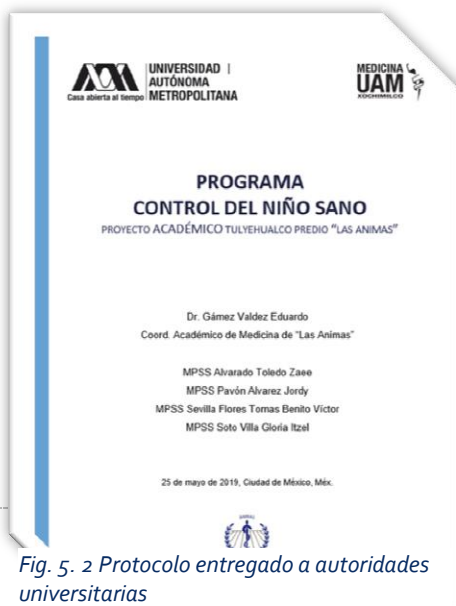 UNIVERSIDAD
AUTÓNOMA
Casa abierta al tiempo METROPOLITANA
MEDICINA
UAM
XOCHIMILCO
PROGRAMA
CONTROL DEL NIÑO SANO
PROYECTO ACADÉMICO TULYEHUALCO PREDIO "LAS ANIMAS"
Dr. Gámez Valdez Eduardo
Coord. Académico de Medicina de "Las Animas"
MPSS Alvarado Toledo Zaee
MPSS Pavón Alvarez Jordy
MPSS Sevilla Flores Tomas Benito Víctor
MPSS Soto Villa Gloria Itzel
25 de mayo de 2019, Ciudad de México, Méx.
Fig. 5. 2 Protocolo entregado a autoridades
universitarias